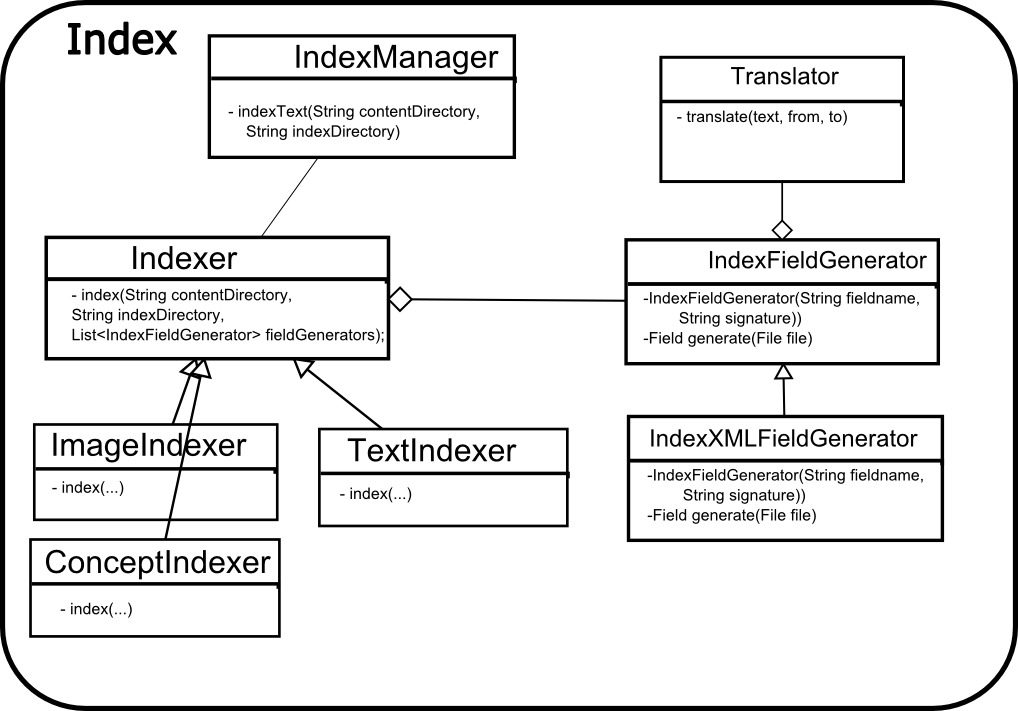 Index
IndexManager
- indexText(String contentDirectory,
String indexDirectory)
Translator
- translate(text, from, to)
Indexer
- index(String contentDirectory,
String indexDirectory,
List<IndexFieldGenerator> fieldGenerators);
IndexFieldGenerator
-IndexFieldGenerator(String fieldname,
String signature))
-Field generate(File file)
ImageIndexer
- index(...)
TextIndexer
- index(...)
IndexXMLFieldGenerator
-IndexFieldGenerator(String fieldname,
String signature))
-Field generate(File file)
ConceptIndexer
- index(...)